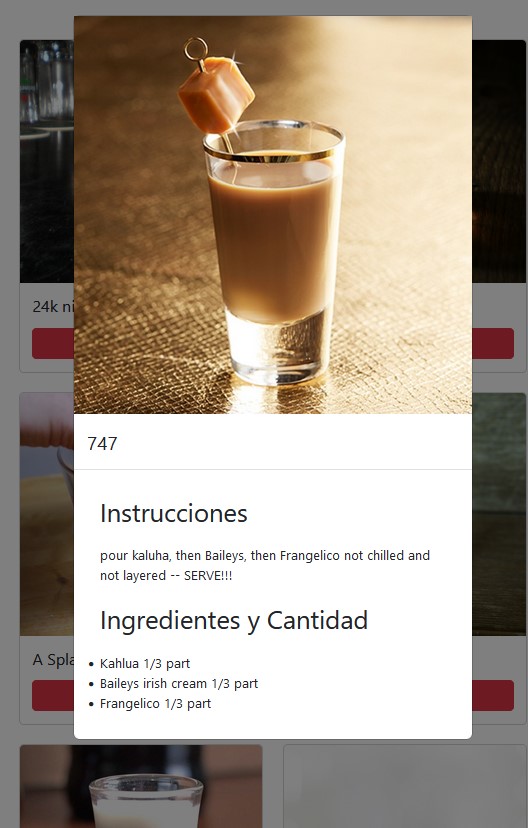 24k ni
747
Instrucciones
pour kaluha, then Baileys, then Frangelico not chilled and
not layered -- SERVE!!!
Ingredientes y Cantidad
A Spla
Kahlua 1/3 part
Baileys irish cream 1/3 part
Frangelico 1/3 part